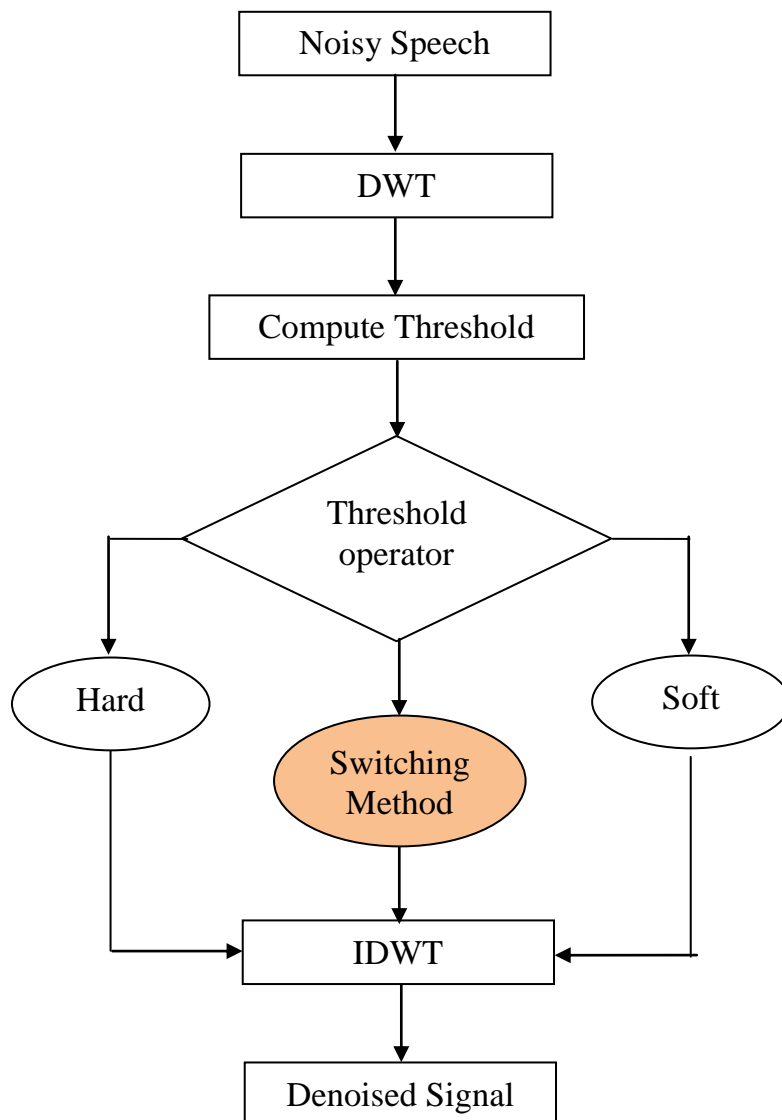 Noisy Speech
DWT
Compute Threshold
Threshold
operator
Hard
Soft
Switching
Method
IDWT
Denoised Signal